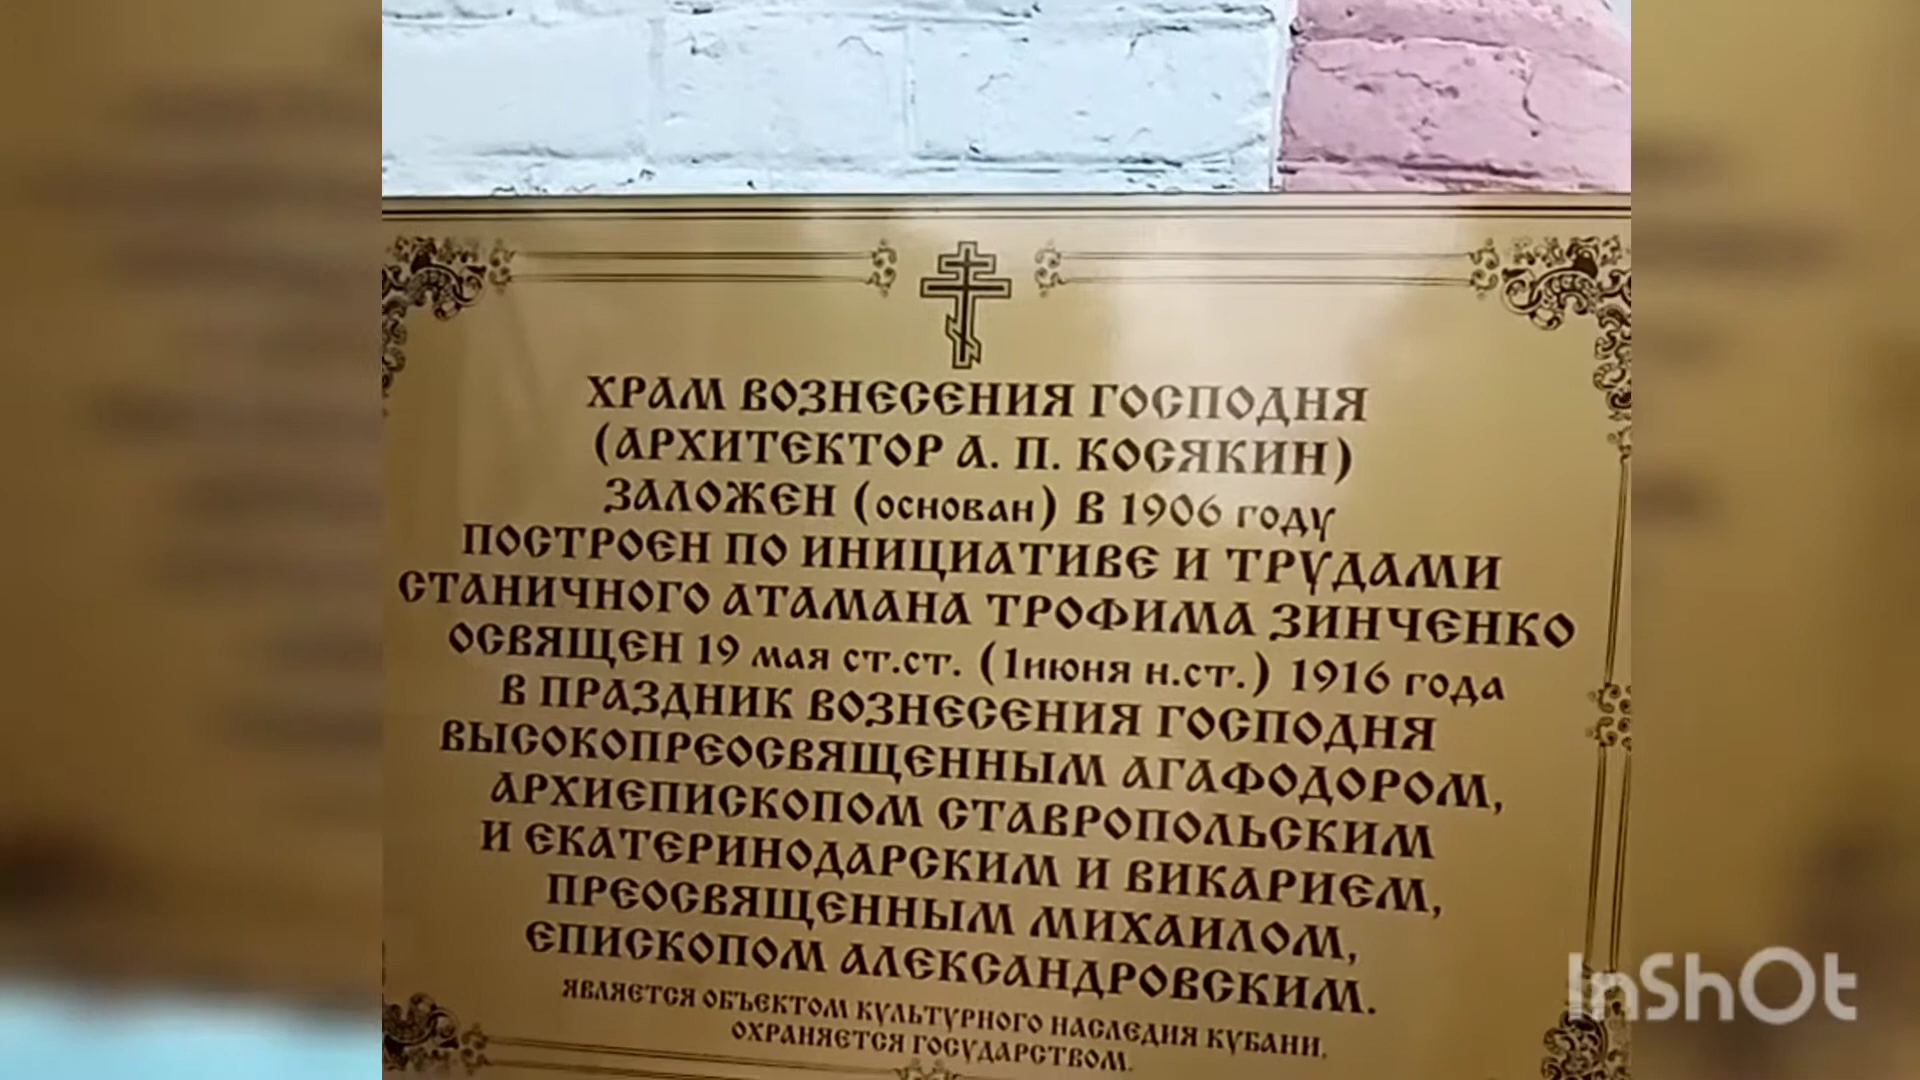 ХРАМ ВОЗНЕСЕНИЯ ГОСПОДНЯ
(АРХИТЕКТОР А. П. КОСЯКИН)
ЗАЛОЖЕН (основан) В 1906 году
ПОСТРОЕН ПО ИНИЦИАТИВЕ И ТРУДАМИ
СТАНИЧНОГО АТАМАНА ТРОФИМА ЗИНЧЕНКО
ОСВЯЩЕН 19 мая ст.ст. (1июня н.ст.) 1916 года
В ПРАЗДНИК ВОЗНЕСЕНИЯ ГОСПОДНЯ
ВЫСОКОПРЕОСВЯЩЕННЫМ АГАФОДОРОМ,
АРХИЕПИСКОПОМ СТАВРОПОЛЬСКИМ
И ЕКАТЕРИНОДАРСКИМ И ВИКАРИЕМ,
ПРЕОСВЯЩЕННЫМ МИХАИЛОМ,
ЕПИСКОПОМ АЛЕКСАНДРОВСКИМ.
ЯВЛЯЕТСЯ ОБЪЕКТОМ КУЛЬТУРНОГО НАСЛЕДИЯ КУБАНИ.
ОХРАНЯЕТСЯ ГОСУДАРСТВОМ.
InShOt